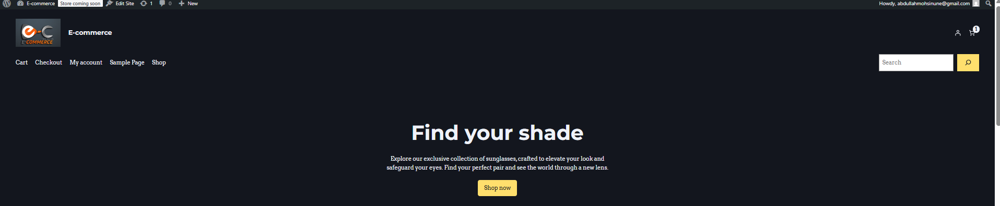 E-commerce Store coming soon Edit Site 1 0 New Howdy, abdullahmohsinune@gmail.com
E-COMMERCE
E-commerce
1
Cart Checkout My account Sample Page Shop Search
Find your shade
Explore our exclusive collection of sunglasses, crafted to elevate your look and
safeguard your eyes. Find your perfect pair and see the world through a new lens.
Shop now